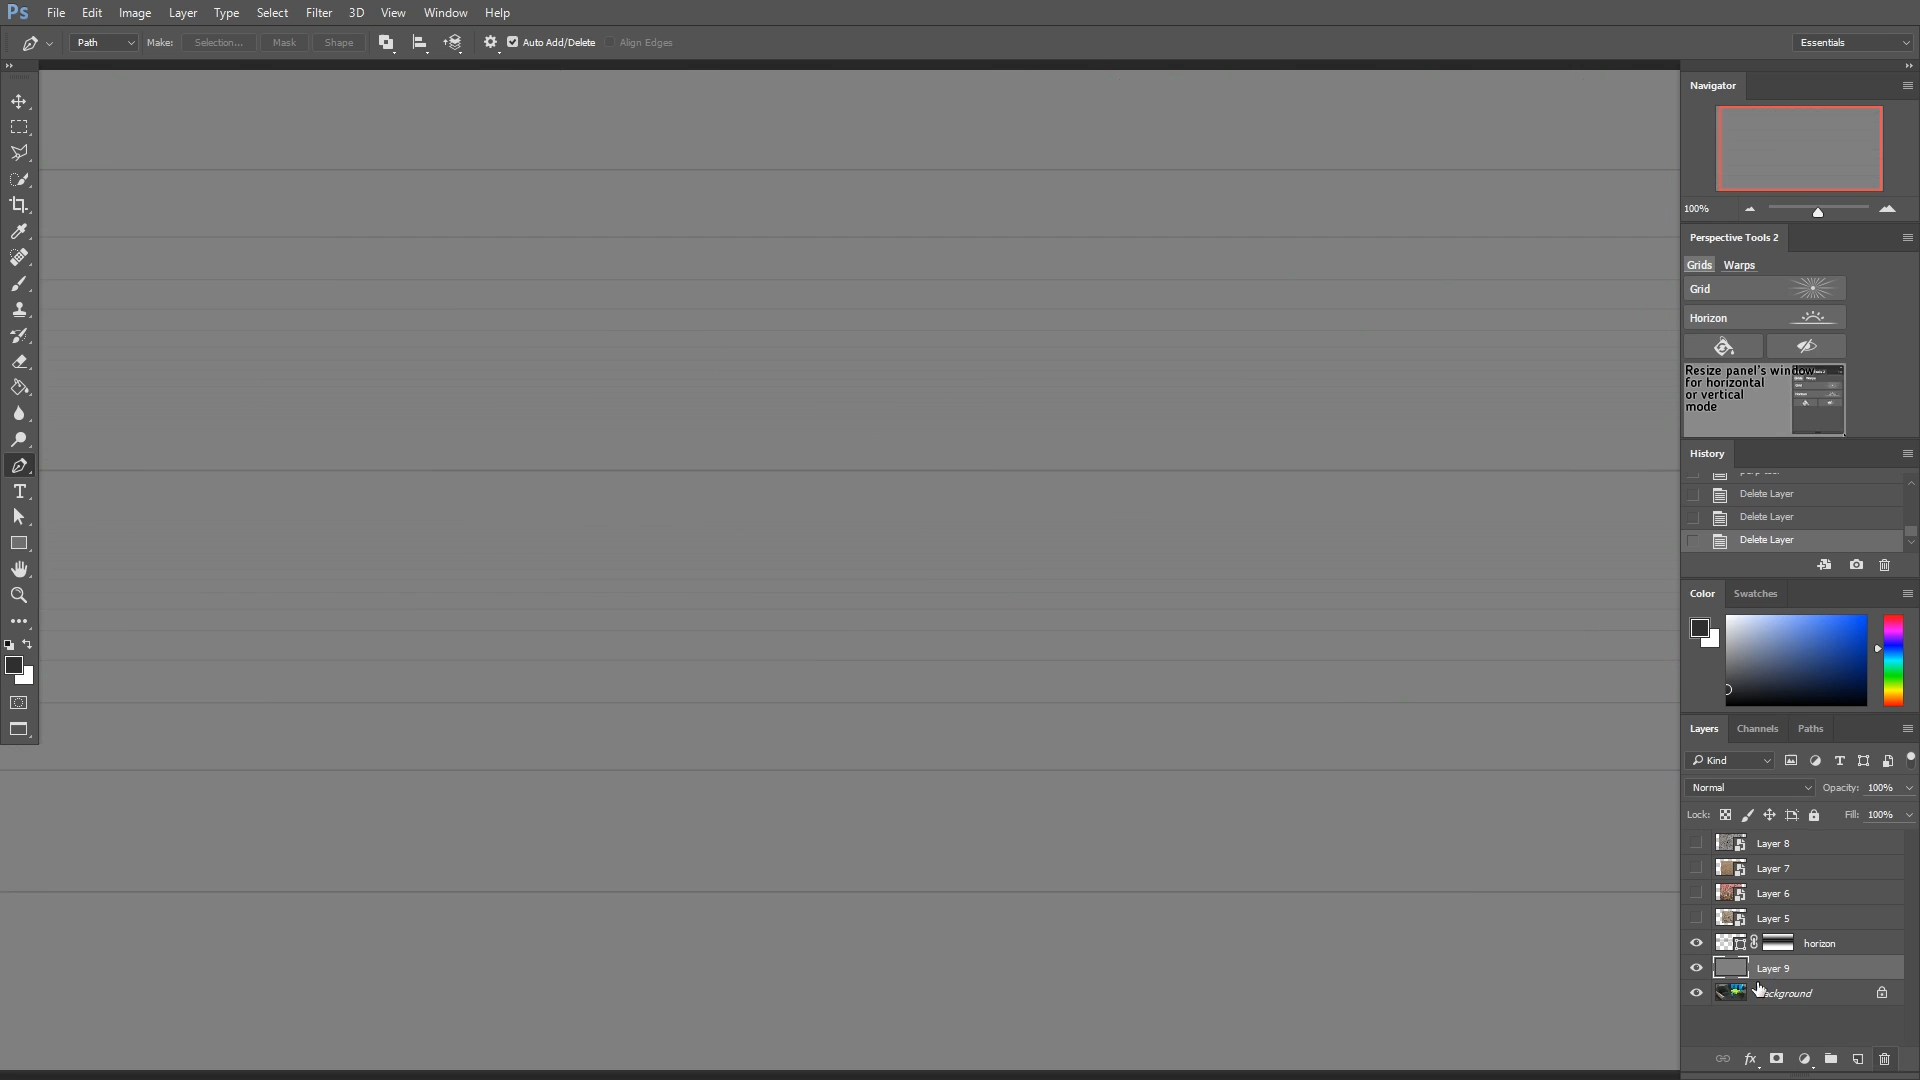 Ps File Edit Image Layer Type Select Filter 3D View Window Help
Path Make: Selection... Mask Shape Auto Add/Delete Align Edges Essentials
Navigator
100%
Perspective Tools 2
Grids Warps
Grid
Horizon
Resize panel's window
for horizontal
or vertical
mode
History
Delete Layer
Delete Layer
Delete Layer
Color Swatches
Layers Channels Paths
Kind
Normal Opacity: 100%
Lock: Fill: 100%
Layer 8
Layer 7
Layer 6
Layer 5
horizon
Layer 9